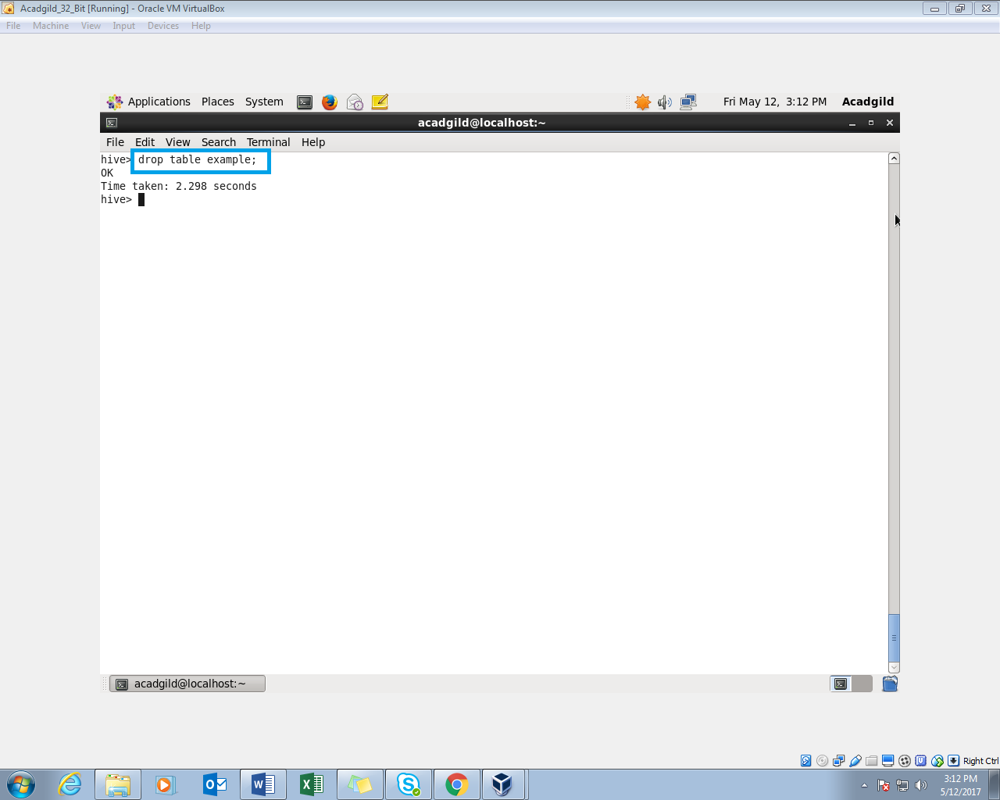 Acadgild_32_Bit [Running] - Oracle VM VirtualBox
File Machine View Input Devices Help
Applications Places System Fri May 12, 3:12 PM Acadgild
acadgild@localhost:~
File Edit View Search Terminal Help
hive> drop table example;
OK
Time taken: 2.298 seconds
hive>
acadgild@localhost:~
Right Ctrl
3:12 PM
5/12/2017